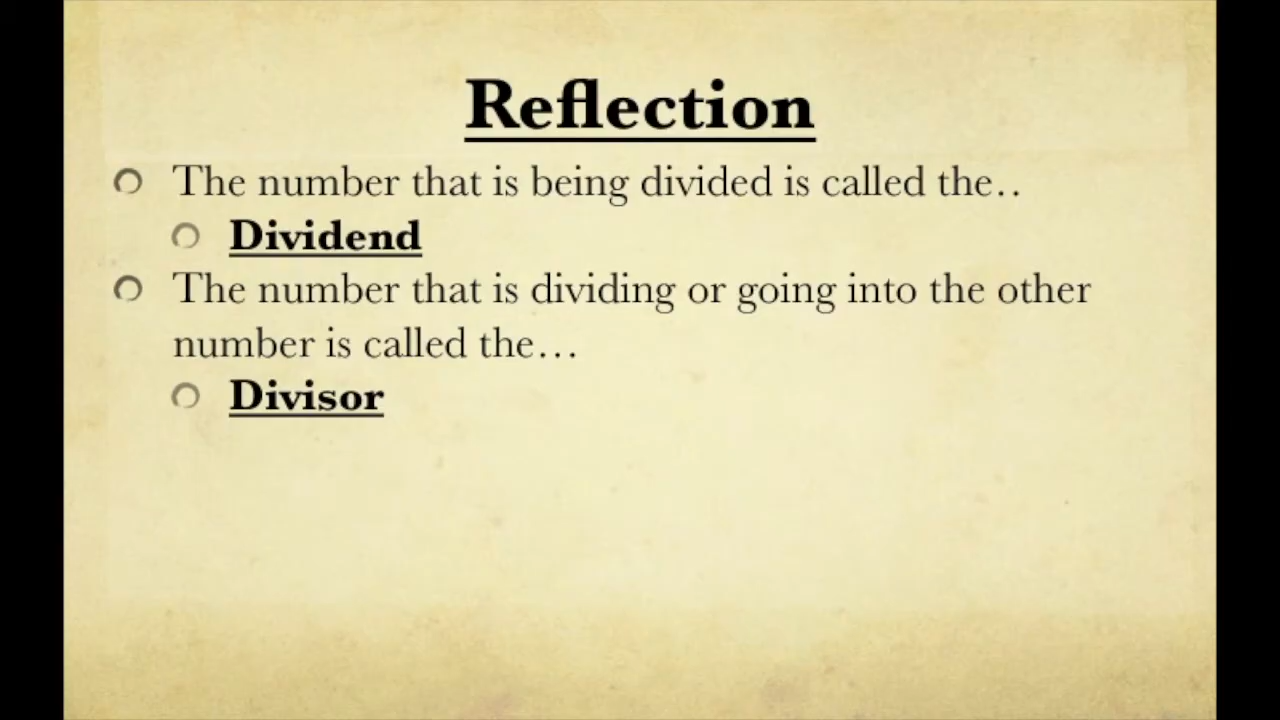 Reflection
The number that is being divided is called the..
Dividend
The number that is dividing or going into the other
number is called the…
Divisor